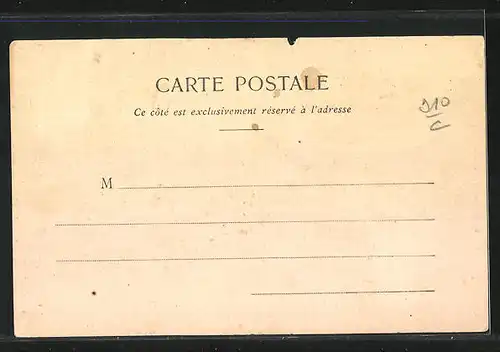 CARTE POSTALE
Ce côté est exclusivement réservé à l'adresse
M